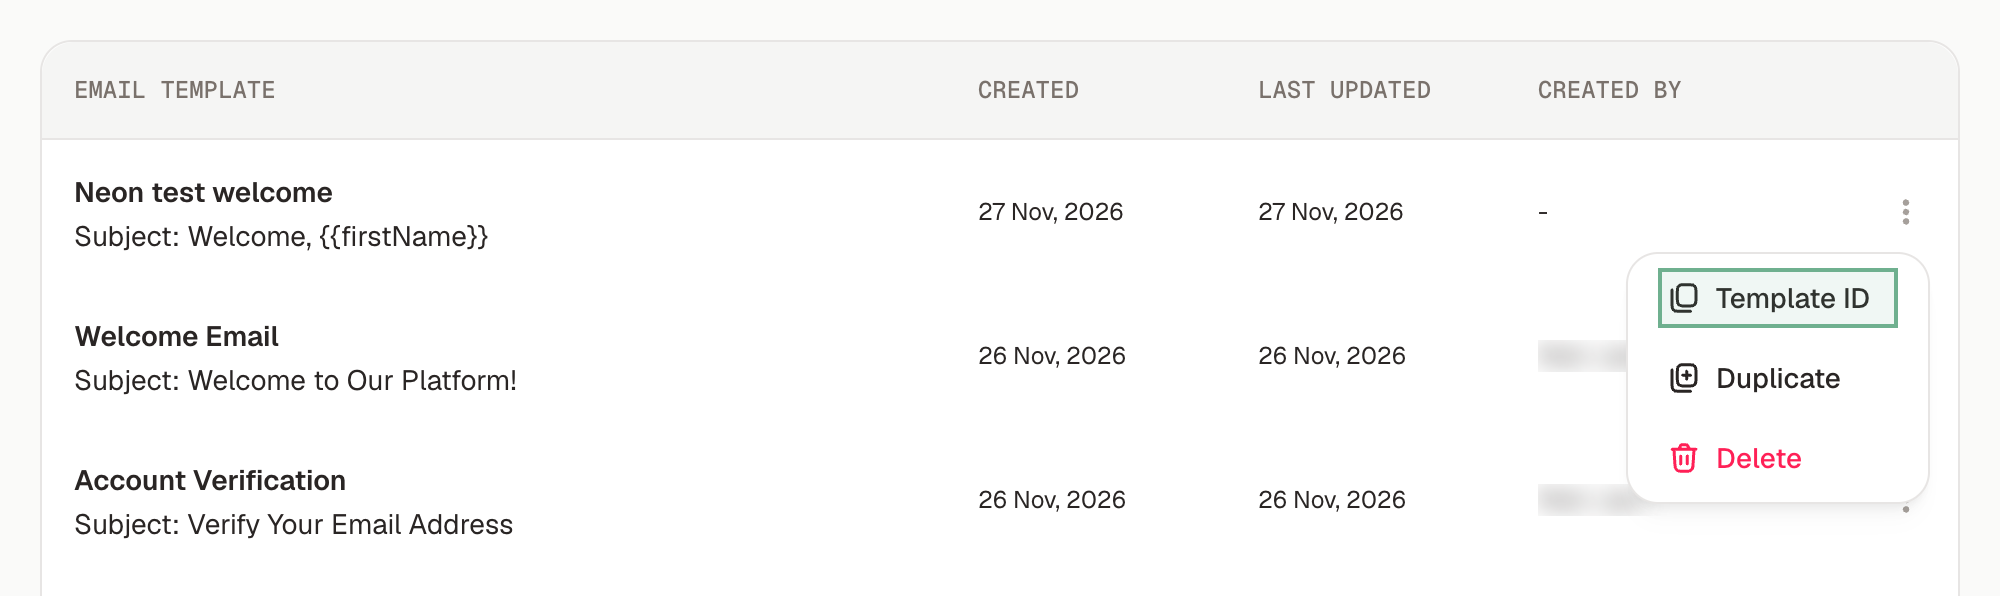 EMAIL TEMPLATE CREATED LAST UPDATED CREATED BY
Neon test welcome
Subject: Welcome, {{firstName}}
27 Nov, 2026 27 Nov, 2026 -
Template ID
Duplicate
Delete
Welcome Email
Subject: Welcome to Our Platform!
26 Nov, 2026 26 Nov, 2026
Account Verification
Subject: Verify Your Email Address
26 Nov, 2026 26 Nov, 2026